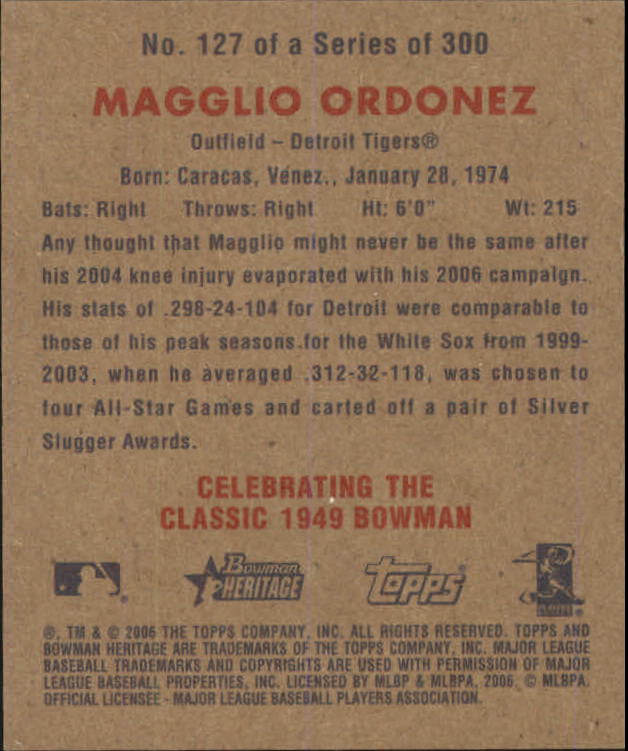 No. 127 of a Series of 300
MAGGLIO ORDONEZ
Outfield – Detroit Tigers®
Born: Caracas, Venez., January 28, 1974
Bats: Right Throws: Right Ht: 6'0" Wt: 215
Any thought that Magglio might never be the same after
his 2004 knee injury evaporated with his 2006 campaign.
His stats of .298-24-104 for Detroit were comparable to
those of his peak seasons for the White Sox from 1999-
2003, when he averaged .312-32-118, was chosen to
four All-Star Games and carted off a pair of Silver
Slugger Awards.
CELEBRATING THE
CLASSIC 1949 BOWMAN
Bowman
HERITAGE
topps
®, TM & © 2006 THE TOPPS COMPANY, INC. ALL RIGHTS RESERVED. TOPPS AND
BOWMAN HERITAGE ARE TRADEMARKS OF THE TOPPS COMPANY, INC. MAJOR LEAGUE
BASEBALL TRADEMARKS AND COPYRIGHTS ARE USED WITH PERMISSION OF MAJOR
LEAGUE BASEBALL PROPERTIES, INC. LICENSED BY MLBP & MLBPA, 2006. © MLBPA.
OFFICIAL LICENSEE - MAJOR LEAGUE BASEBALL PLAYERS ASSOCIATION.